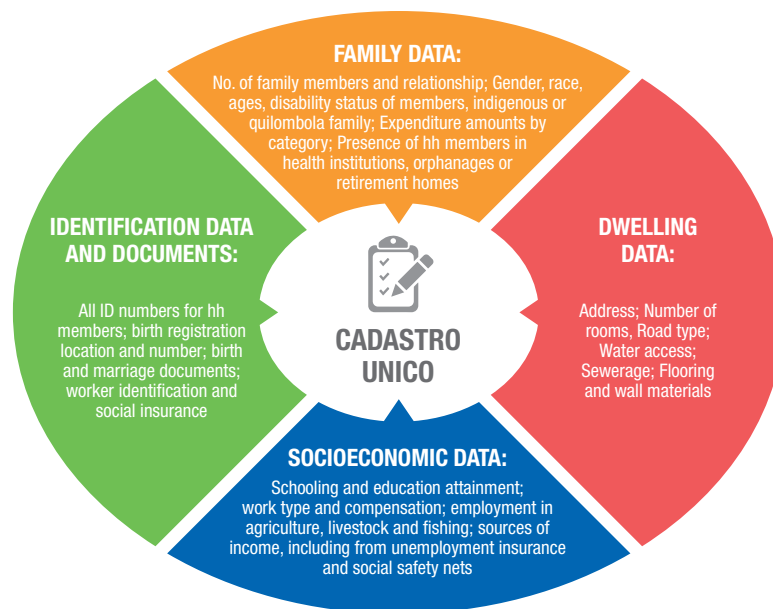 FAMILY DATA:
No. of family members and relationship; Gender, race,
ages, disability status of members, indigenous or
quilombola family; Expenditure amounts by
category; Presence of hh members in
health institutions, orphanages or
retirement homes
IDENTIFICATION DATA
AND DOCUMENTS:
All ID numbers for hh
members; birth registration
location and number; birth
and marriage documents;
worker identification and
social insurance
CADASTRO
UNICO
DWELLING
DATA:
Address; Number of
rooms, Road type;
Water access;
Sewerage; Flooring
and wall materials
SOCIOECONOMIC DATA:
Schooling and education attainment;
work type and compensation; employment in
agriculture, livestock and fishing; sources of
income, including from unemployment insurance
and social safety nets